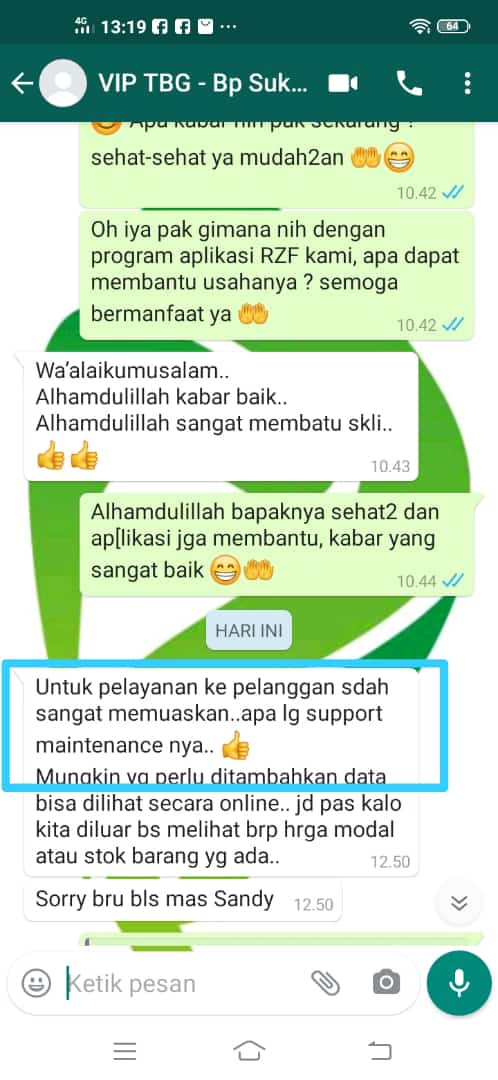 4G 13:19 64
VIP TBG - Bp Suk...
Apa kabar nih pak sekarang ?
sehat-sehat ya mudah2an
10.42
Oh iya pak gimana nih dengan
program aplikasi RZF kami, apa dapat
membantu usahanya ? semoga
bermanfaat ya
10.42
Wa'alaikumusalam..
Alhamdulillah kabar baik..
Alhamdulillah sangat membatu skli..
10.43
Alhamdulillah bapaknya sehat2 dan
ap[likasi jga membantu, kabar yang
sangat baik
10.44
HARI INI
Untuk pelayanan ke pelanggan sdah
sangat memuaskan..apa lg support
maintenance nya..
Mungkin yg perlu ditambahkan data
bisa dilihat secara online.. jd pas kalo
kita diluar bs melihat brp hrga modal
atau stok barang yg ada..
12.50
Sorry bru bls mas Sandy 12.50
Ketik pesan